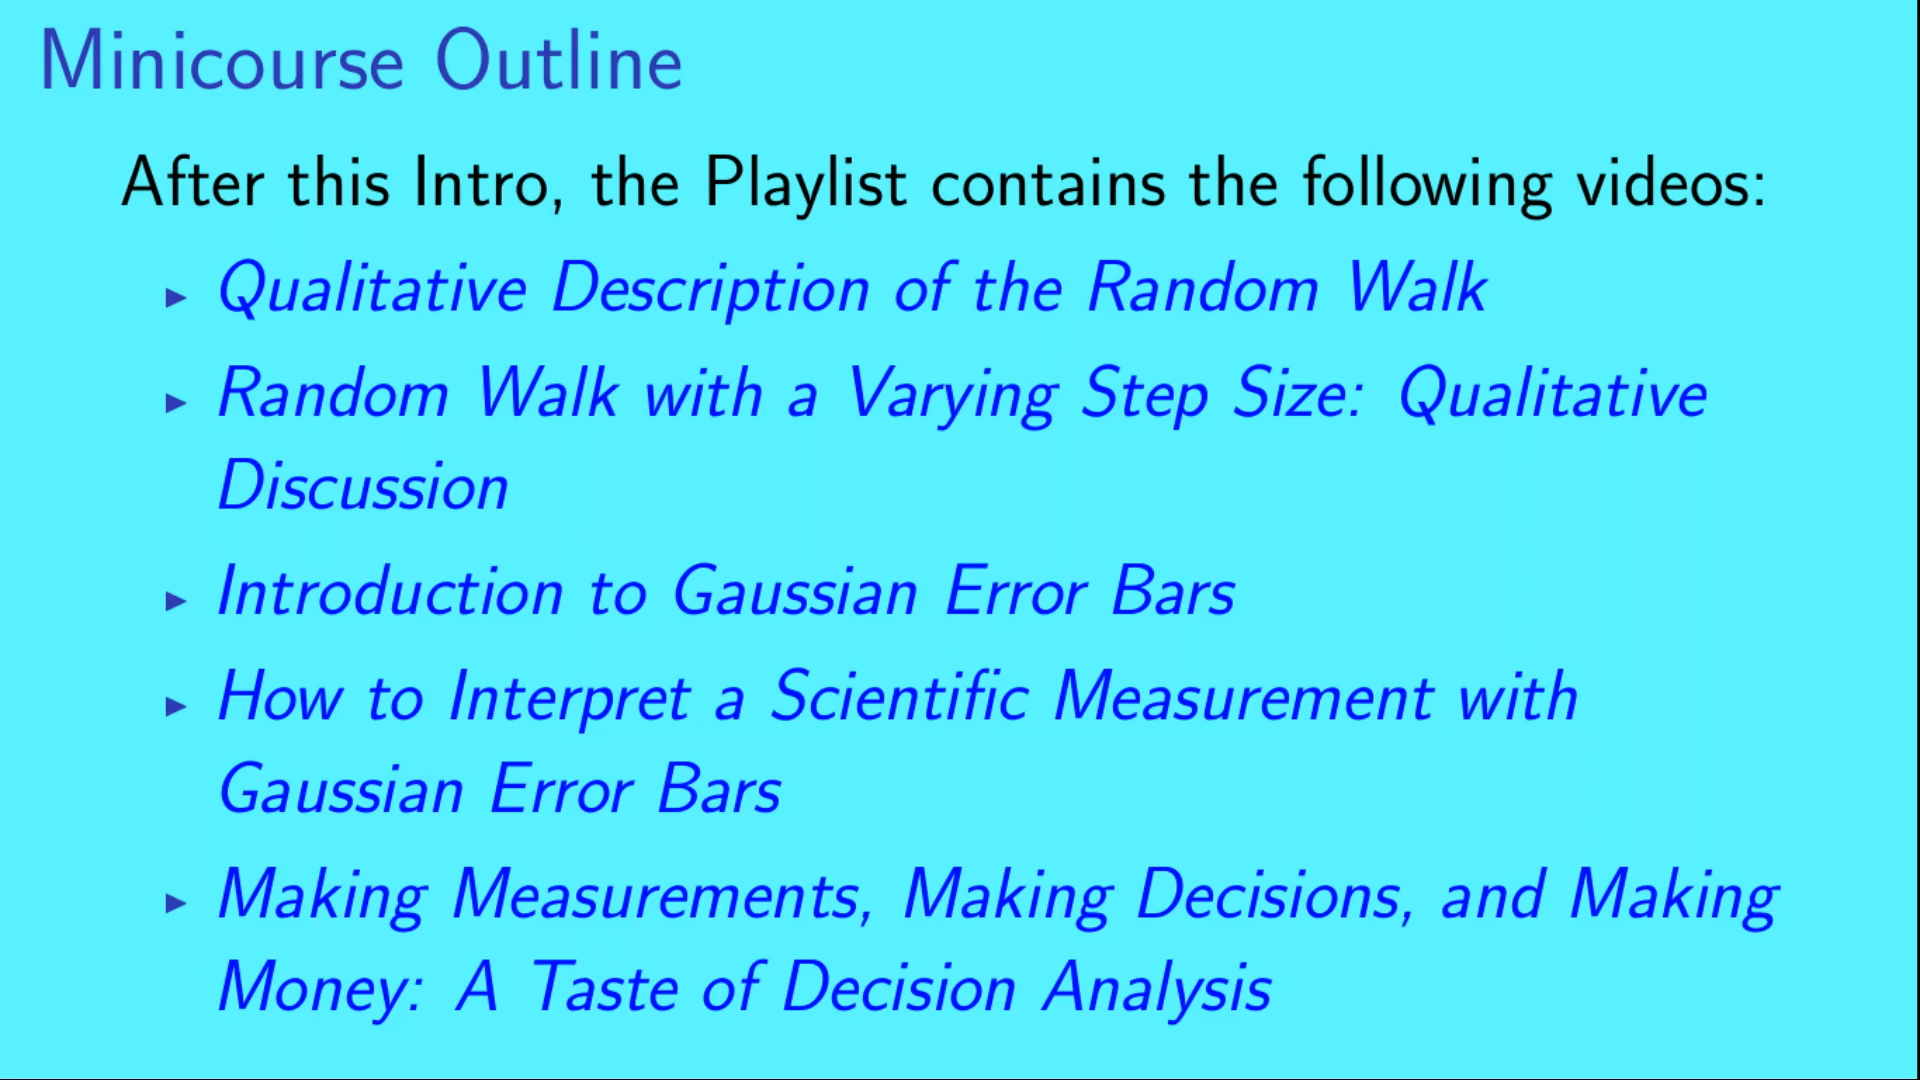 Minicourse Outline
After this Intro, the Playlist contains the following videos:
▸ Qualitative Description of the Random Walk
▸ Random Walk with a Varying Step Size: Qualitative
Discussion
▸ Introduction to Gaussian Error Bars
▸ How to Interpret a Scientific Measurement with
Gaussian Error Bars
▸ Making Measurements, Making Decisions, and Making
Money: A Taste of Decision Analysis